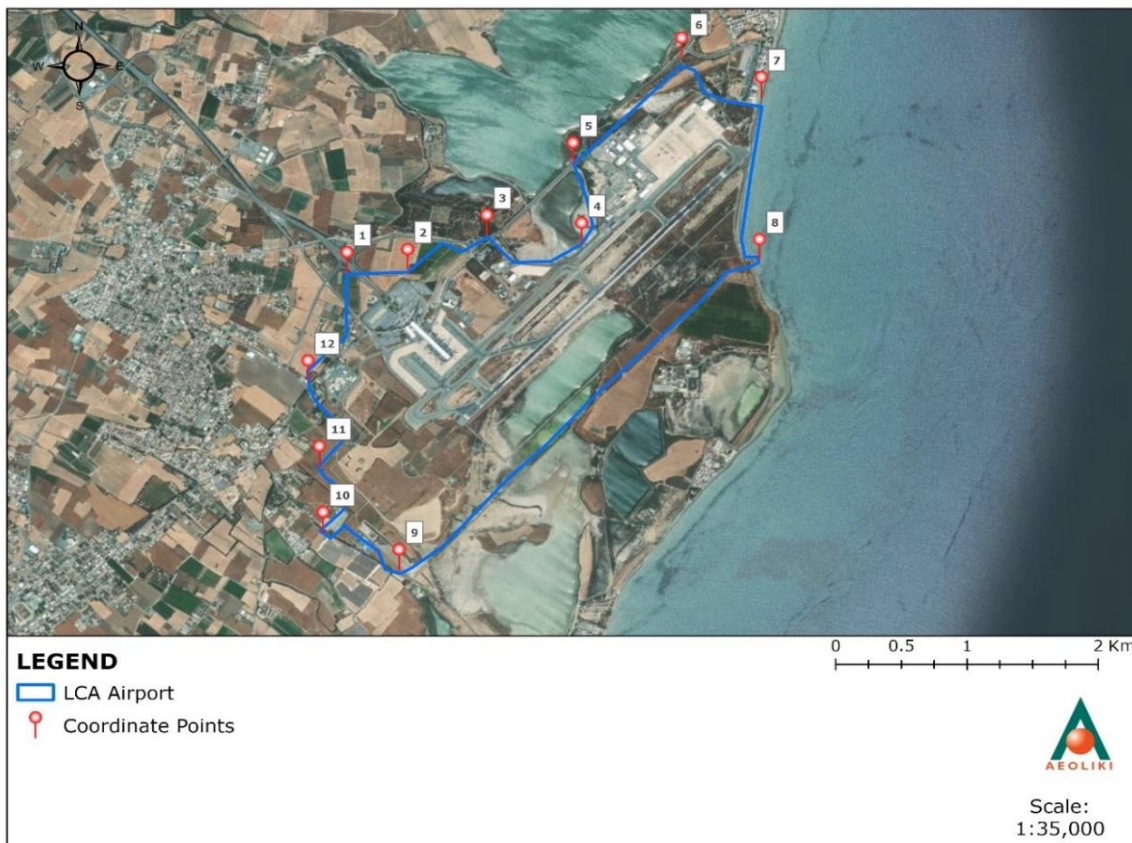 N
W E
S
6
7
5
3
4
8
2
1
12
11
10
9
LEGEND
LCA Airport
Coordinate Points
0 0.5 1 2 Km
AEOLIKI
Scale:
1:35,000